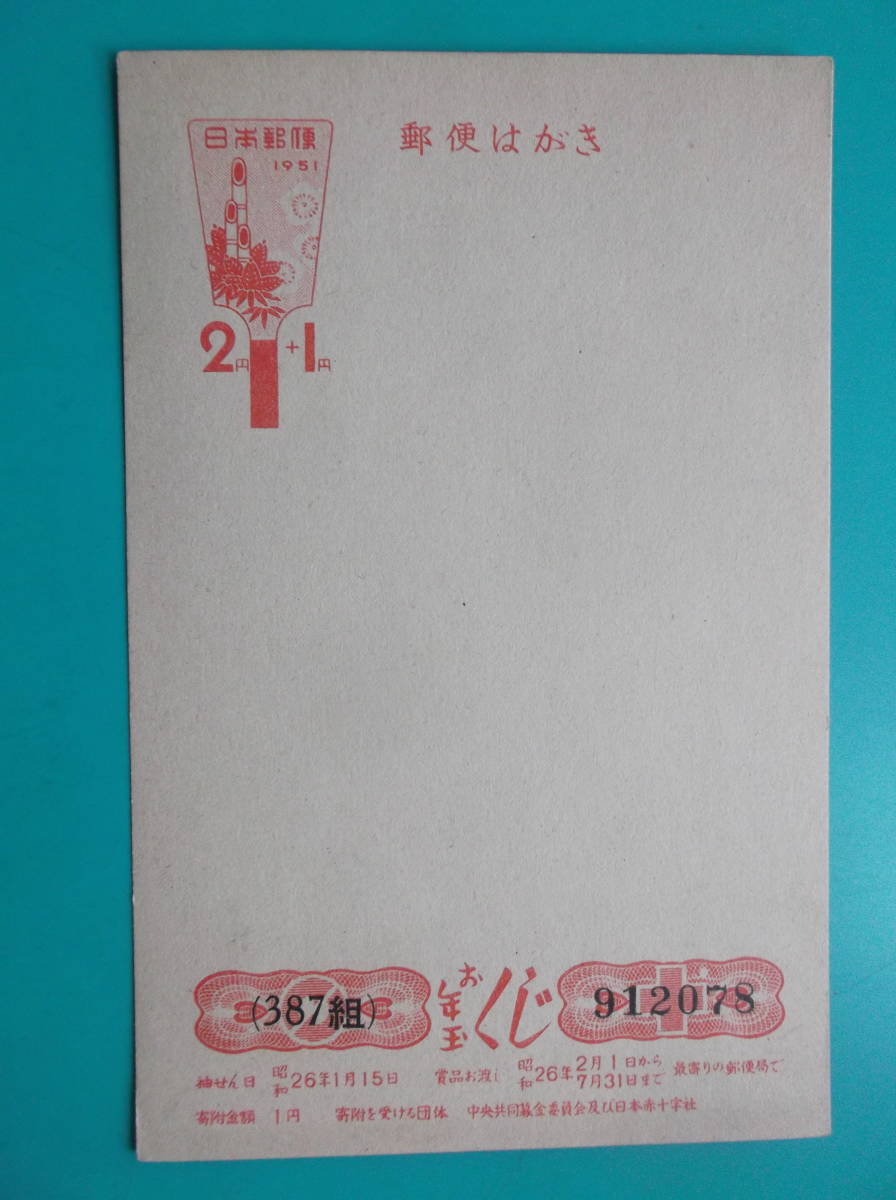 日本郵便
郵便はがき
1951
2円 +1円
(387組)
お年玉くじ
912078
抽せん日 昭和26年1月15日 賞品お渡し 昭和26年2月1日から7月31日まで 最寄りの郵便局で
寄附金額 1円 寄附を受ける団体 中央共同募金委員会及び日本赤十字社